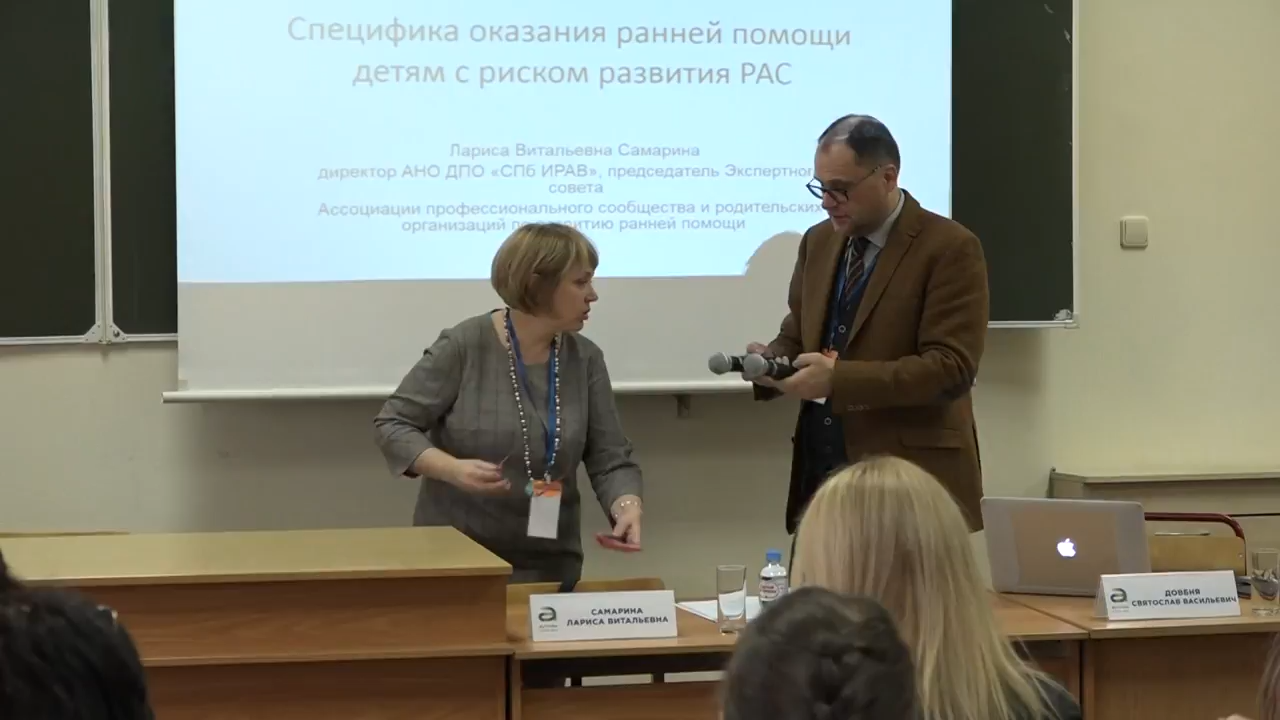 Специфика оказания ранней помощи
детям с риском развития РАС
Лариса Витальевна Самарина
директор АНО ДПО «СПб ИРАВ», председатель Экспертного
совета
Ассоциации профессионального сообщества и родительских
организаций по развитию ранней помощи
САМАРИНА
ЛАРИСА ВИТАЛЬЕВНА
ДОВБНЯ
СВЯТОСЛАВ ВАСИЛЬЕВИЧ